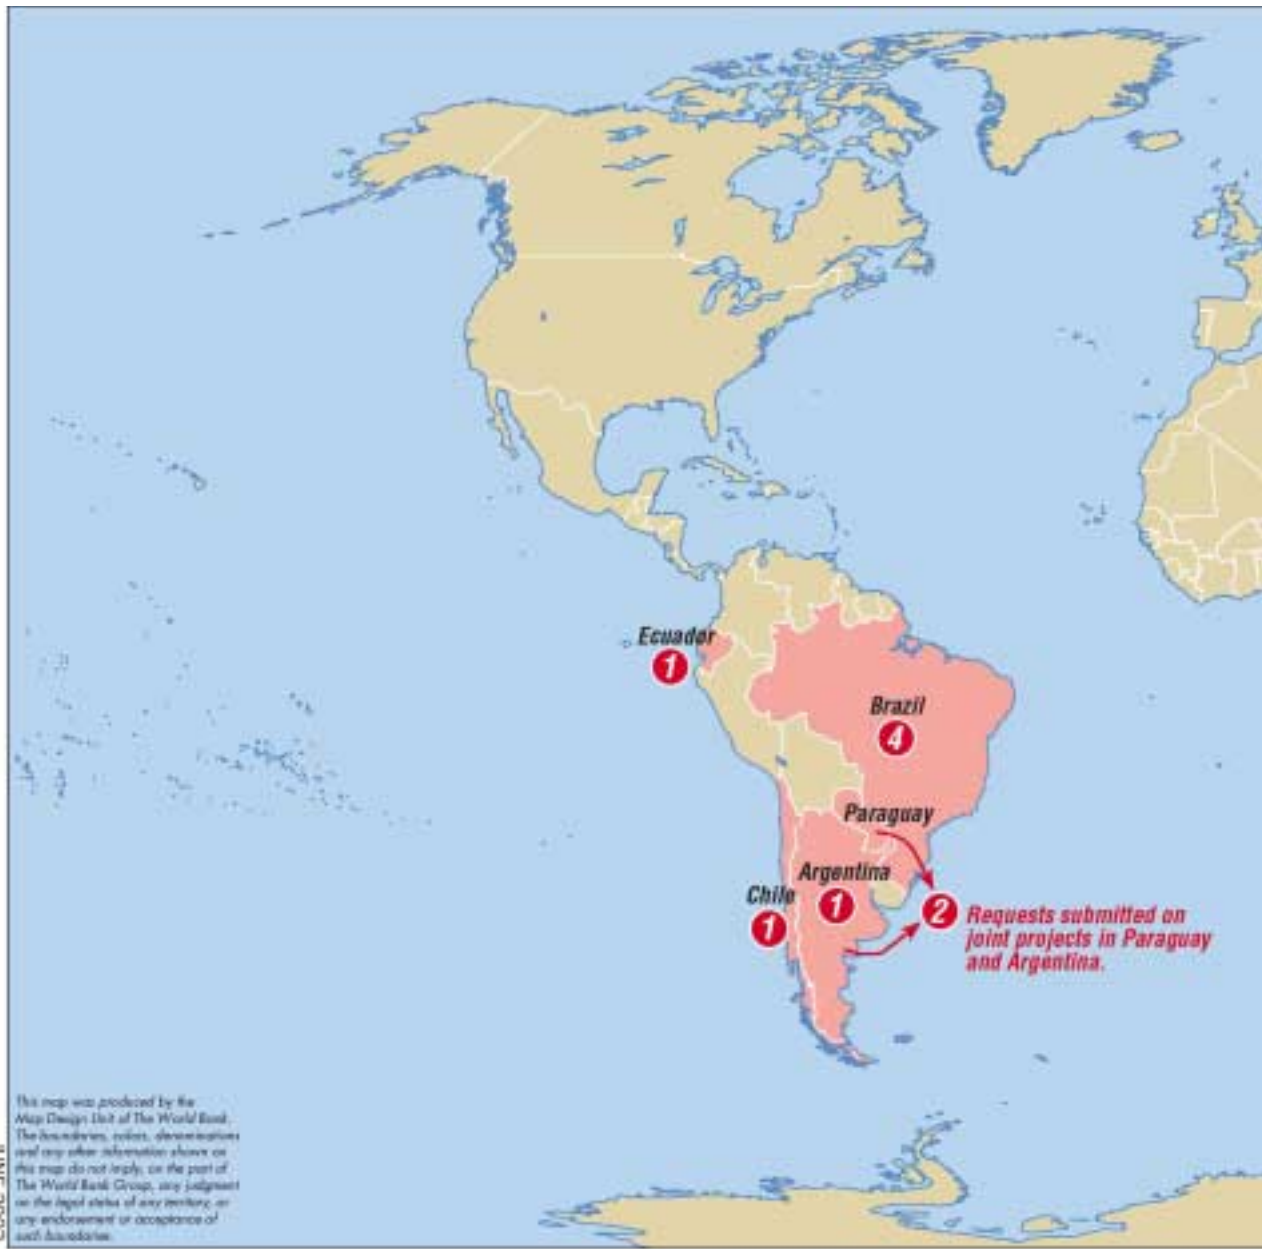 Ecuador
1
Brazil
4
Paraguay
Argentina
1
Chile
1
2
Requests submitted on
joint projects in Paraguay
and Argentina.
This map was produced by the
Map Design Unit of The World Bank.
The boundaries, colors, denominations
and any other information shown on
this map do not imply, on the part of
The World Bank Group, any judgment
on the legal status of any territory, or
any endorsement or acceptance of
such boundaries.